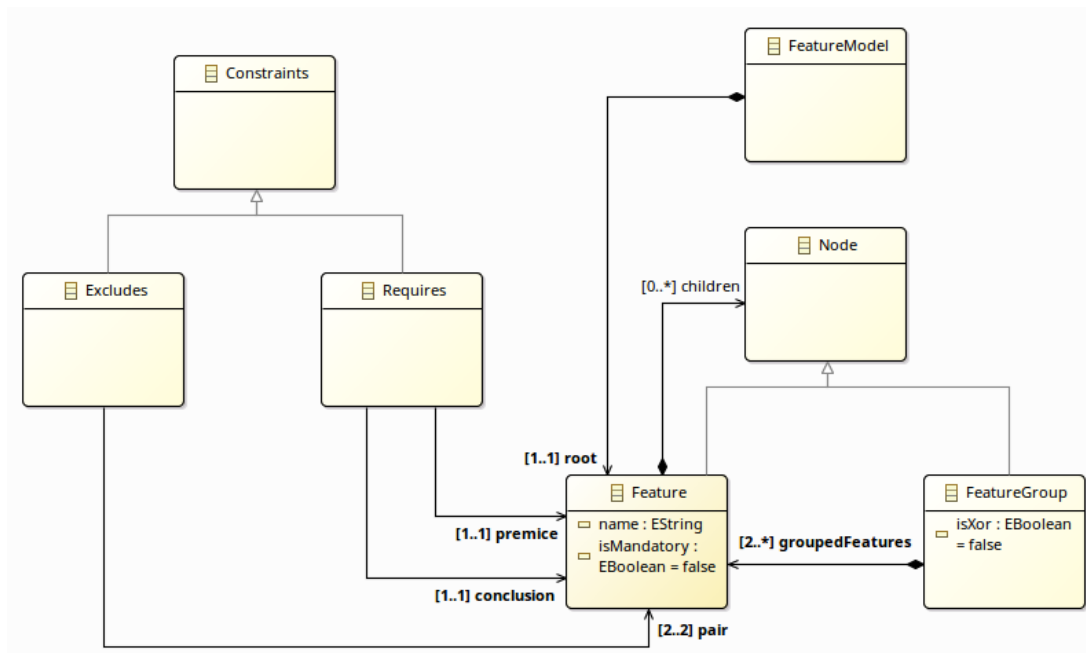 FeatureModel
Constraints
Node
[0..*] children
Excludes
Requires
[1..1] root
Feature
name : EString
isMandatory :
EBoolean = false
FeatureGroup
isXor : EBoolean
= false
[1..1] premice
[2..*] groupedFeatures
[1..1] conclusion
[2..2] pair